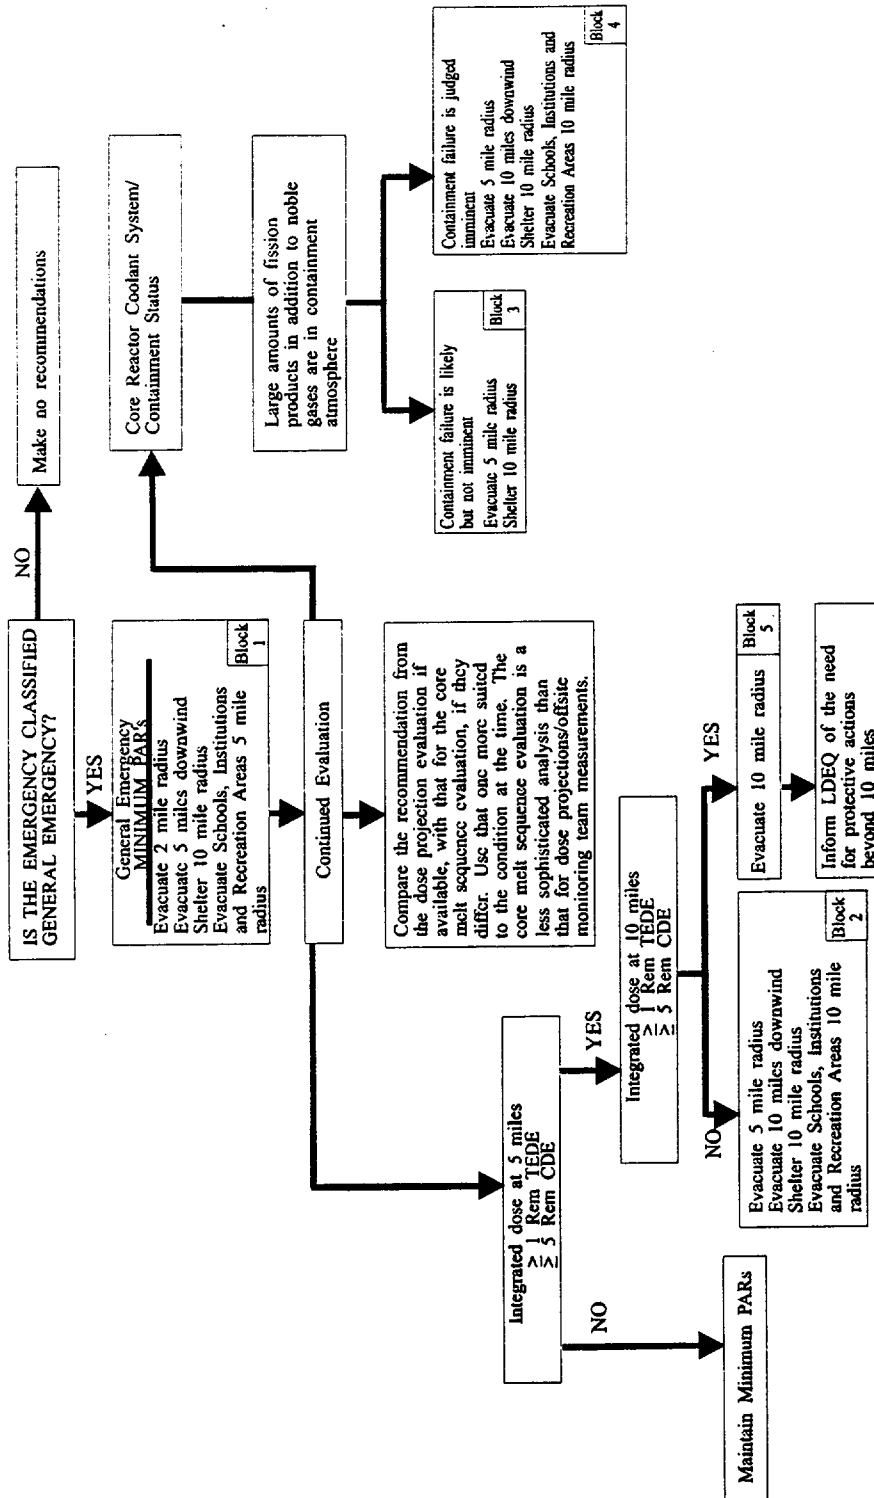 IS THE EMERGENCY CLASSIFIED
GENERAL EMERGENCY?
NO
Make no recommendations
YES
General Emergency
MINIMUM PAR's
Evacuate 2 mile radius
Evacuate 5 miles downwind
Shelter 10 mile radius
Evacuate Schools, Institutions
and Recreation Areas 5 mile
radius
Block
1
Continued Evaluation
Core Reactor Coolant System/
Containment Status
Large amounts of fission
products in addition to noble
gases are in containment
atmosphere
Containment failure is likely
but not imminent
Evacuate 5 mile radius
Shelter 10 mile radius
Block
3
Containment failure is judged
imminent
Evacuate 5 mile radius
Evacuate 10 miles downwind
Shelter 10 mile radius
Evacuate Schools, Institutions and
Recreation Areas 10 mile radius
Block
4
Compare the recommendation from
the dose projection evaluation if
available, with that for the core
melt sequence evaluation, if they
differ. Use that one more suited
to the condition at the time. The
core melt sequence evaluation is a
less sophisticated analysis than
that for dose projections/offsite
monitoring team measurements.
Integrated dose at 5 miles
≥ 1 Rem TEDE
≥ 5 Rem CDE
NO
Maintain Minimum PARs
YES
Integrated dose at 10 miles
≥ 1 Rem TEDE
≥ 5 Rem CDE
NO
Evacuate 5 mile radius
Evacuate 10 miles downwind
Shelter 10 mile radius
Evacuate Schools, Institutions
and Recreation Areas 10 mile
radius
Block
2
YES
Evacuate 10 mile radius
Block
5
Inform LDEQ of the need
for protective actions
beyond 10 miles